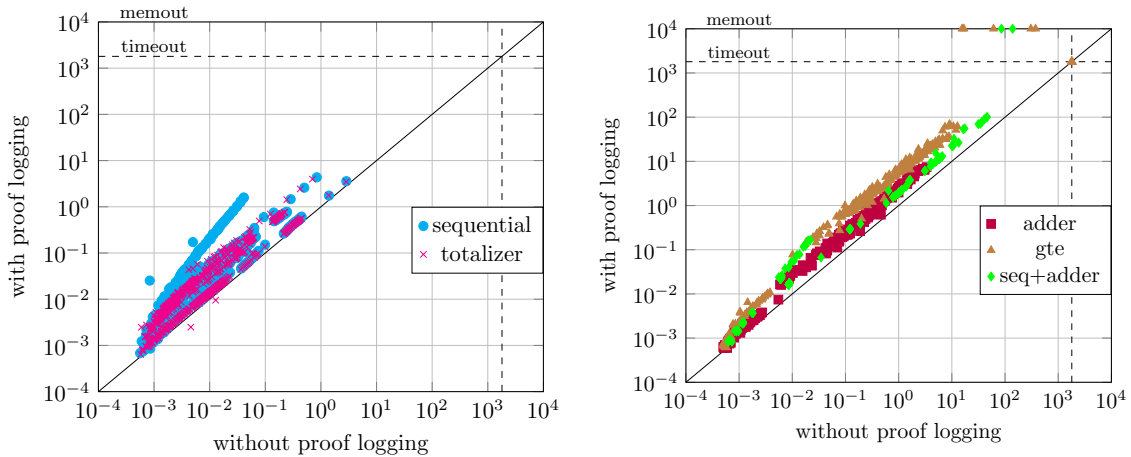 memout
timeout
10^4
10^3
10^2
10^1
10^0
10^-1
10^-2
10^-3
10^-4
with proof logging
sequential
totalizer
10^-4 10^-3 10^-2 10^-1 10^0 10^1 10^2 10^3 10^4
without proof logging
memout
timeout
10^4
10^3
10^2
10^1
10^0
10^-1
10^-2
10^-3
10^-4
with proof logging
adder
gte
seq+adder
10^-4 10^-3 10^-2 10^-1 10^0 10^1 10^2 10^3 10^4
without proof logging